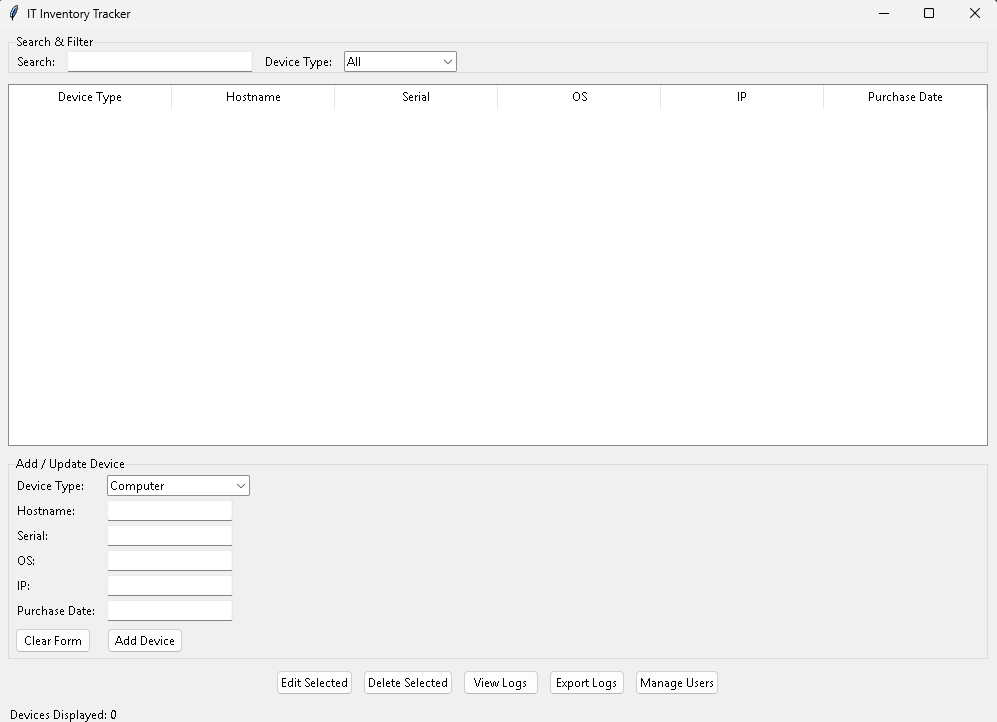 IT Inventory Tracker
Search & Filter
Search: Device Type: All
Device Type Hostname Serial OS IP Purchase Date
Add / Update Device
Device Type: Computer
Hostname:
Serial:
OS:
IP:
Purchase Date:
Clear Form Add Device
Edit Selected Delete Selected View Logs Export Logs Manage Users
Devices Displayed: 0